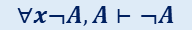 ∀x¬A, A ⊢ ¬A